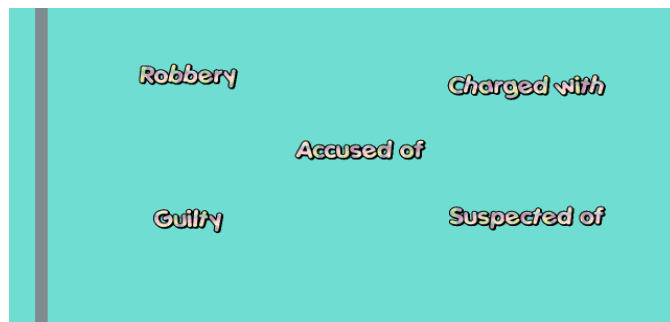 Robbery
Charged with
Accused of
Guilty
Suspected of